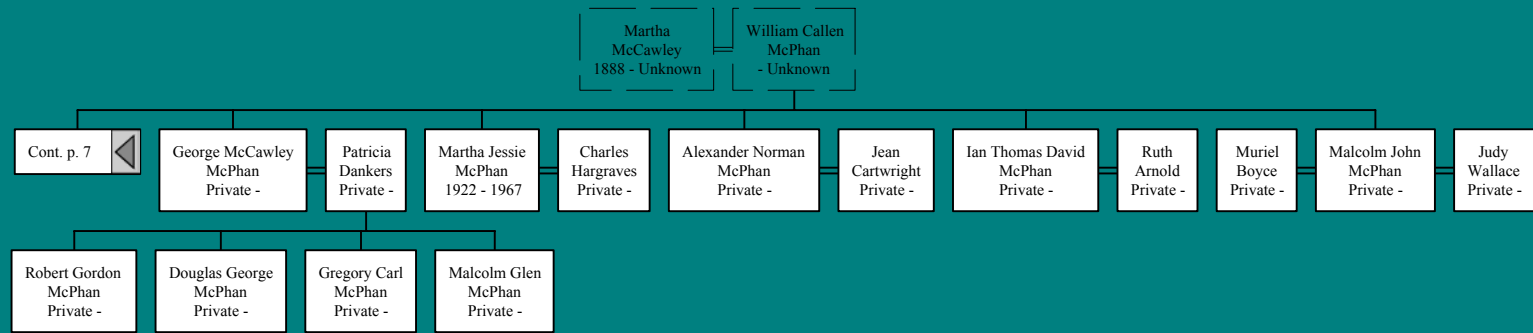 Martha
McCawley
1888 - Unknown
William Callen
McPhan
- Unknown
Cont. p. 7
George McCawley
McPhan
Private -
Patricia
Dankers
Private -
Martha Jessie
McPhan
1922 - 1967
Charles
Hargraves
Private -
Alexander Norman
McPhan
Private -
Jean
Cartwright
Private -
Ian Thomas David
McPhan
Private -
Ruth
Arnold
Private -
Muriel
Boyce
Private -
Malcolm John
McPhan
Private -
Judy
Wallace
Private -
Robert Gordon
McPhan
Private -
Douglas George
McPhan
Private -
Gregory Carl
McPhan
Private -
Malcolm Glen
McPhan
Private -